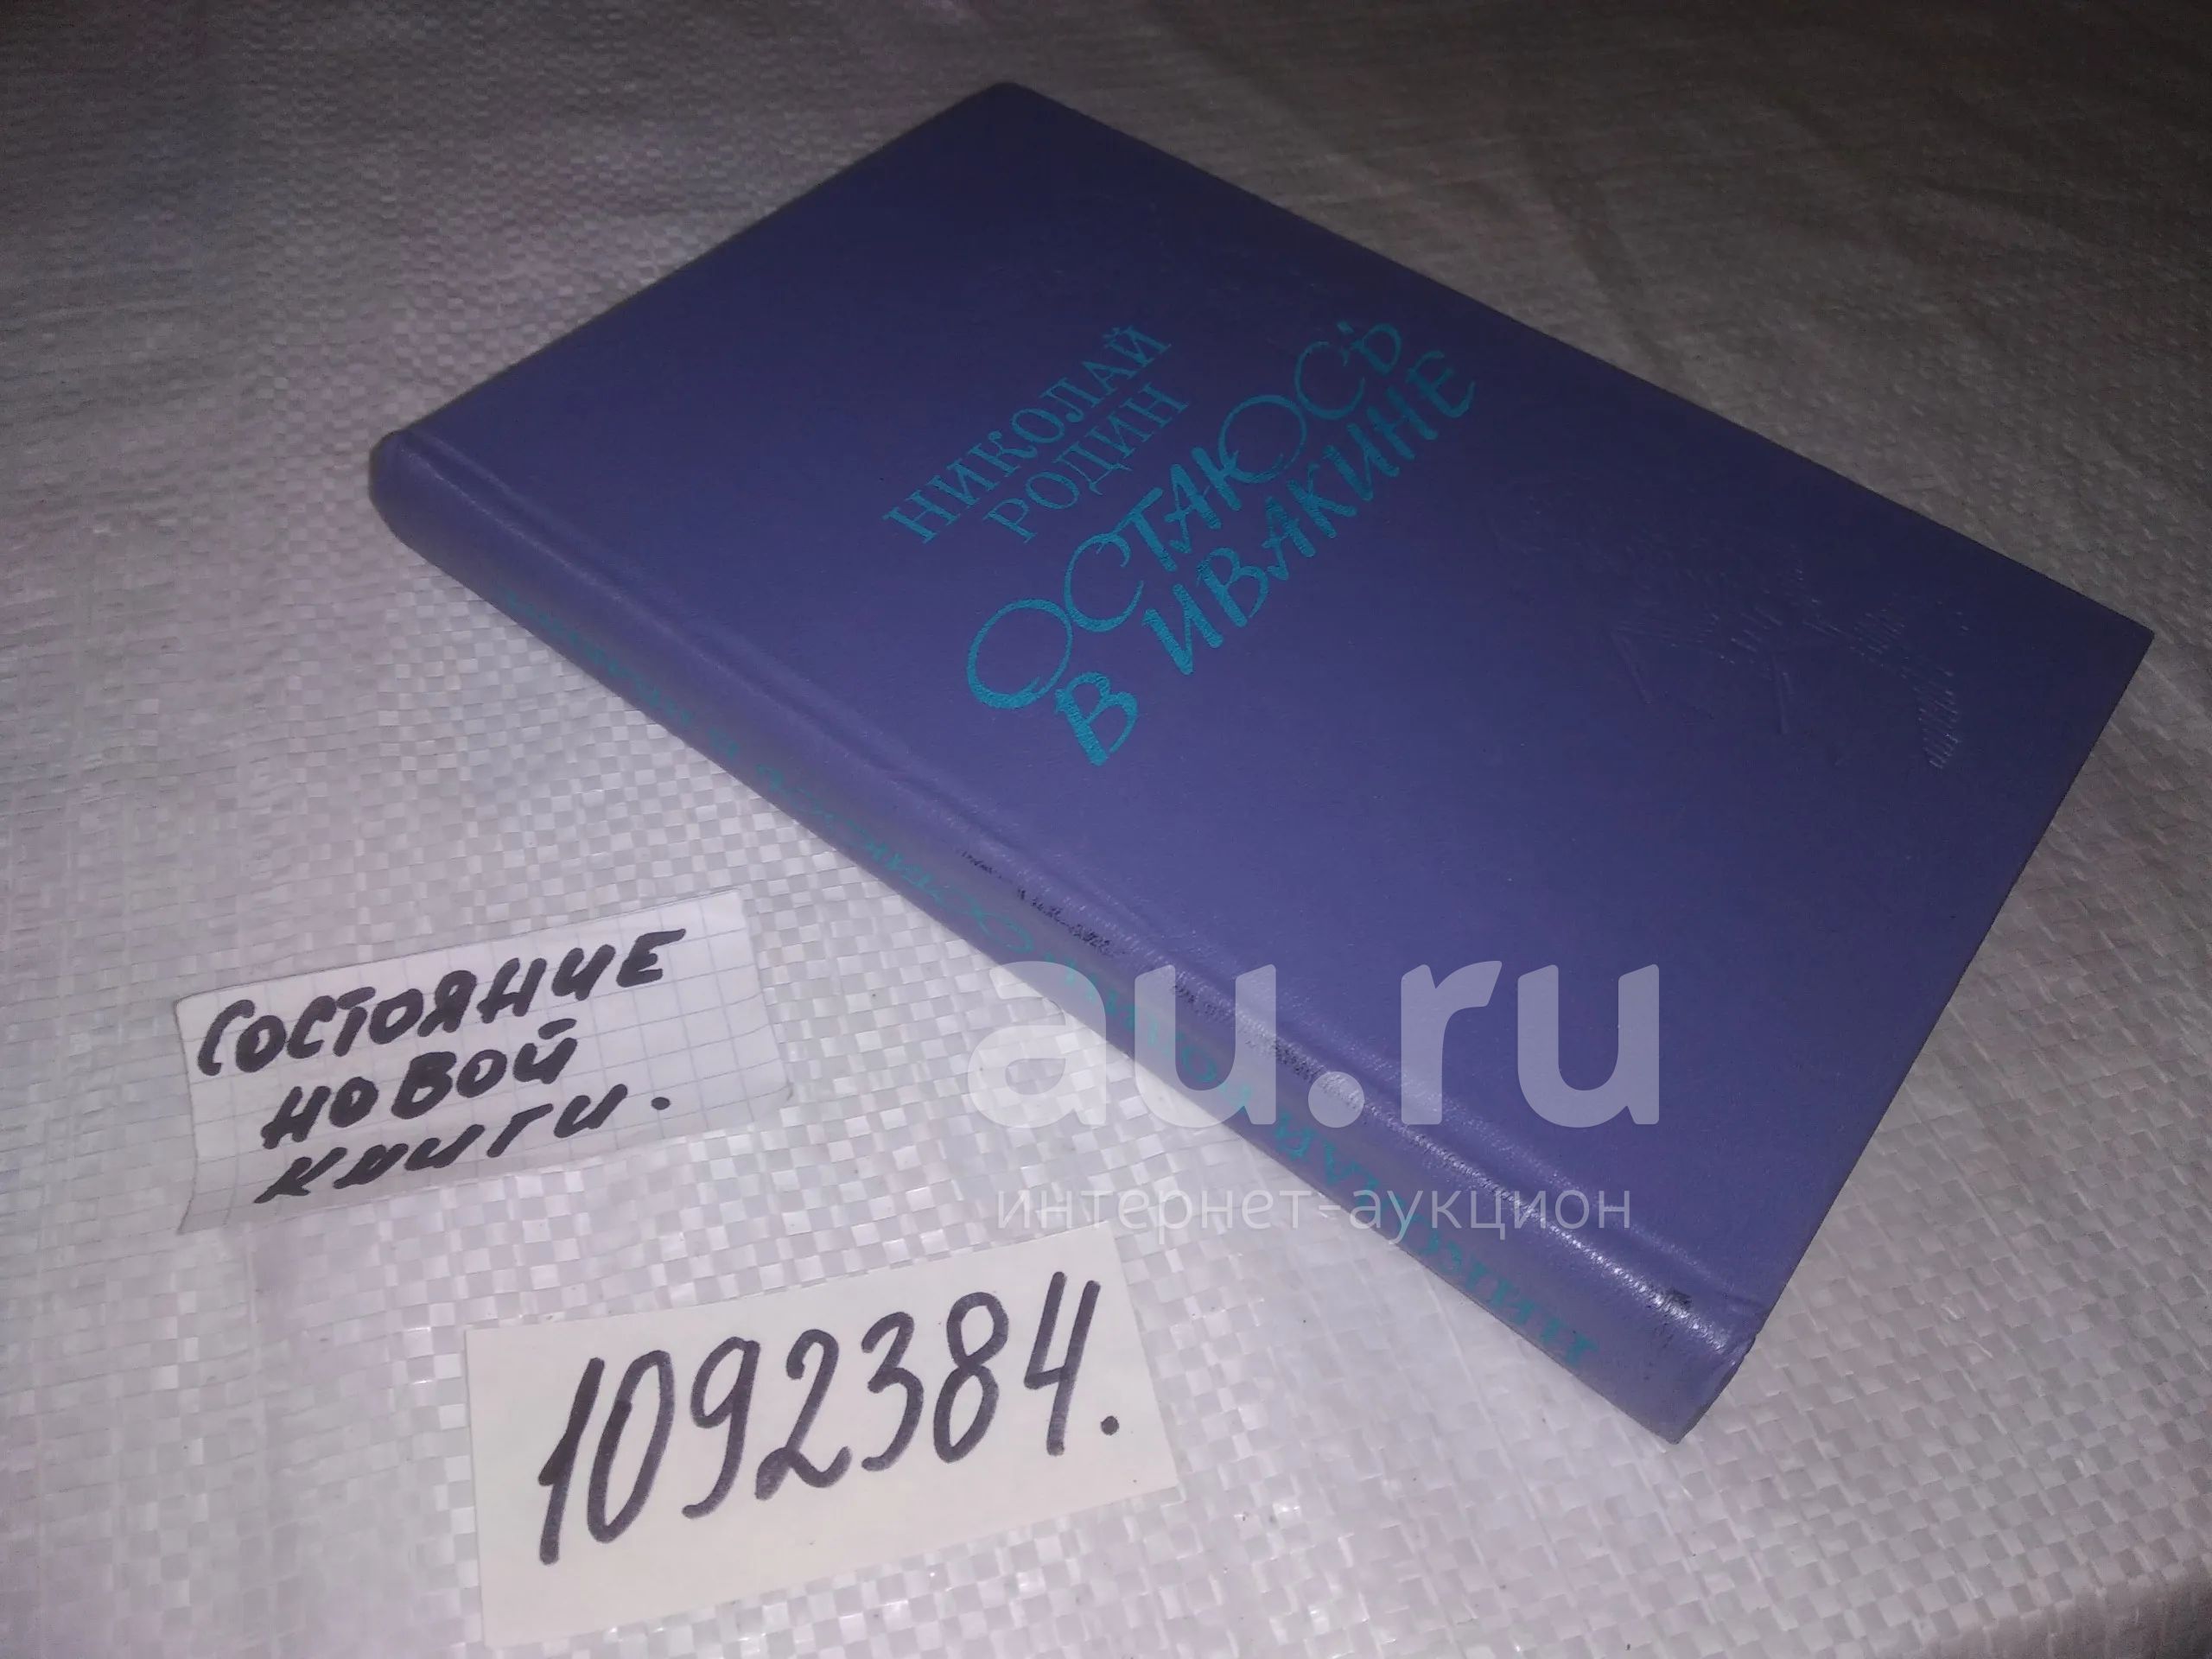 НИКОЛАЙ
РОДИН
ОСТАЮСЬ
В ИВАКИНЕ
СОСТОЯНИЕ
НОВОЙ
КНИГИ.
1092384.
au.ru
интернет-аукцион